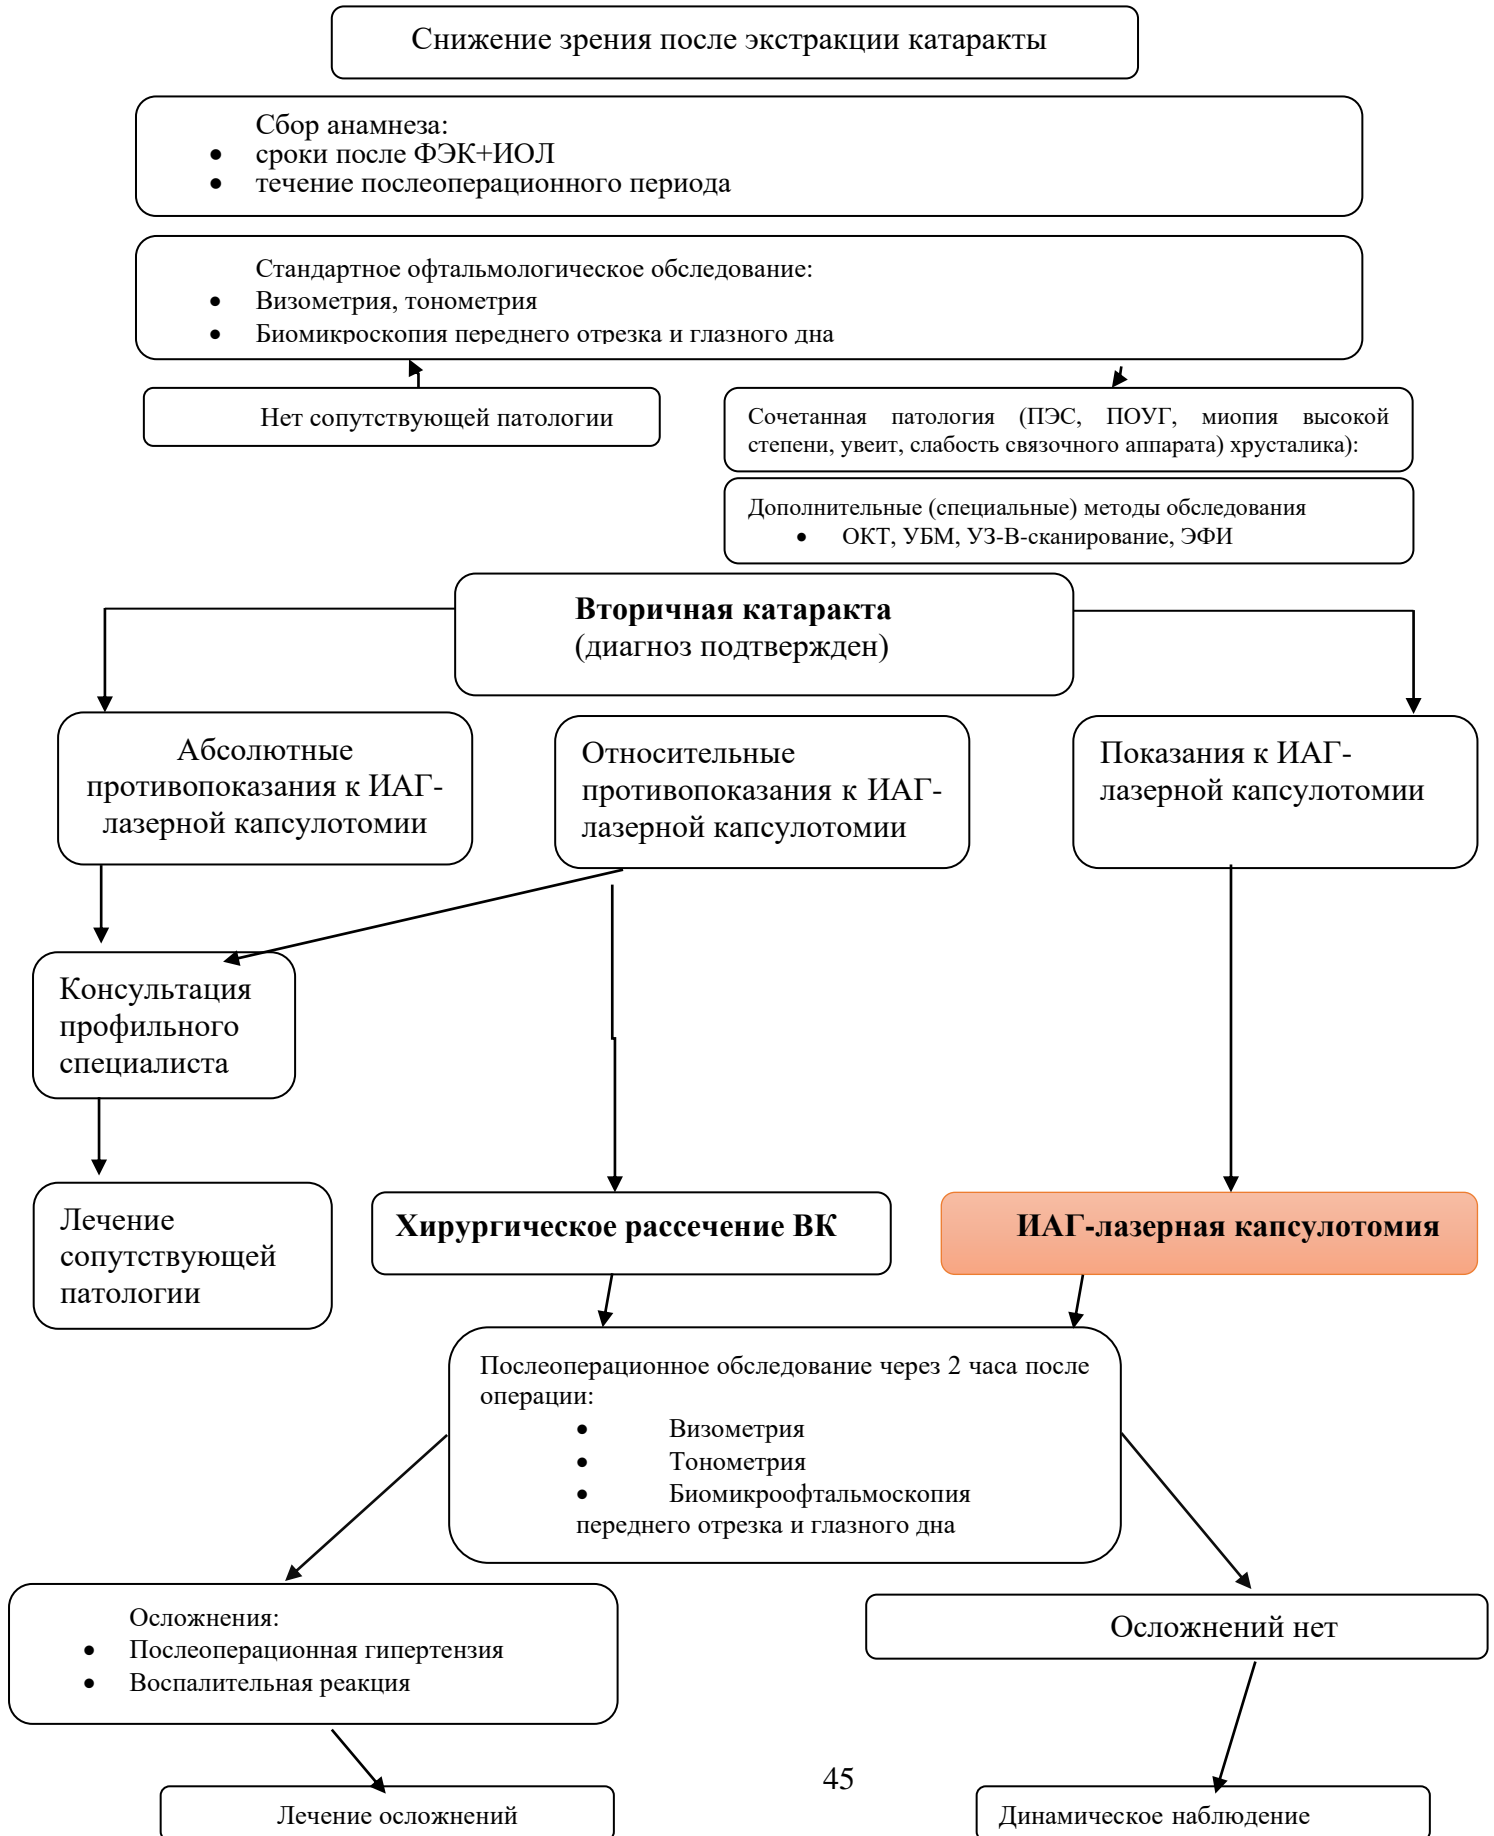 Снижение зрения после экстракции катаракты
Сбор анамнеза:
• сроки после ФЭК+ИОЛ
• течение послеоперационного периода
Стандартное офтальмологическое обследование:
• Визометрия, тонометрия
• Биомикроскопия переднего отрезка и глазного дна
Нет сопутствующей патологии
Сочетанная патология (ПЭС, ПОУГ, миопия высокой
степени, увеит, слабость связочного аппарата) хрусталика):
Дополнительные (специальные) методы обследования
• ОКТ, УБМ, УЗ-В-сканирование, ЭФИ
Вторичная катаракта
(диагноз подтвержден)
Абсолютные
противопоказания к ИАГ-
лазерной капсулотомии
Относительные
противопоказания к ИАГ-
лазерной капсулотомии
Показания к ИАГ-
лазерной капсулотомии
Консультация
профильного
специалиста
Лечение
сопутствующей
патологии
Хирургическое рассечение ВК
ИАГ-лазерная капсулотомия
Послеоперационное обследование через 2 часа после
операции:
• Визометрия
• Тонометрия
• Биомикроофтальмоскопия
переднего отрезка и глазного дна
Осложнения:
• Послеоперационная гипертензия
• Воспалительная реакция
Осложнений нет
45
Лечение осложнений
Динамическое наблюдение